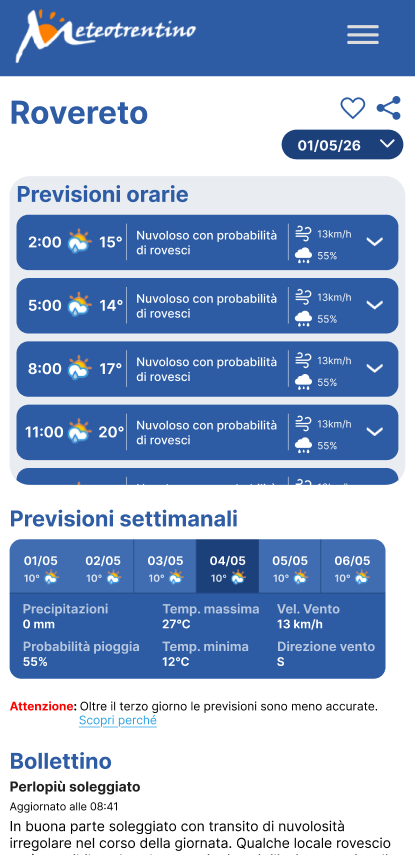 Meteotrentino
Rovereto
01/05/26
Previsioni orarie
2:00 15° Nuvoloso con probabilità
di rovesci
13km/h
55%
5:00 14° Nuvoloso con probabilità
di rovesci
13km/h
55%
8:00 17° Nuvoloso con probabilità
di rovesci
13km/h
55%
11:00 20° Nuvoloso con probabilità
di rovesci
13km/h
55%
Previsioni settimanali
01/05 02/05 03/05 04/05 05/05 06/05
10° 10° 10° 10° 10° 10°
Precipitazioni Temp. massima Vel. Vento
0 mm 27°C 13 km/h
Probabilità pioggia Temp. minima Direzione vento
55% 12°C S
Attenzione: Oltre il terzo giorno le previsioni sono meno accurate.
Scopri perché
Bollettino
Perlopiù soleggiato
Aggiornato alle 08:41
In buona parte soleggiato con transito di nuvolosità
irregolare nel corso della giornata. Qualche locale rovescio